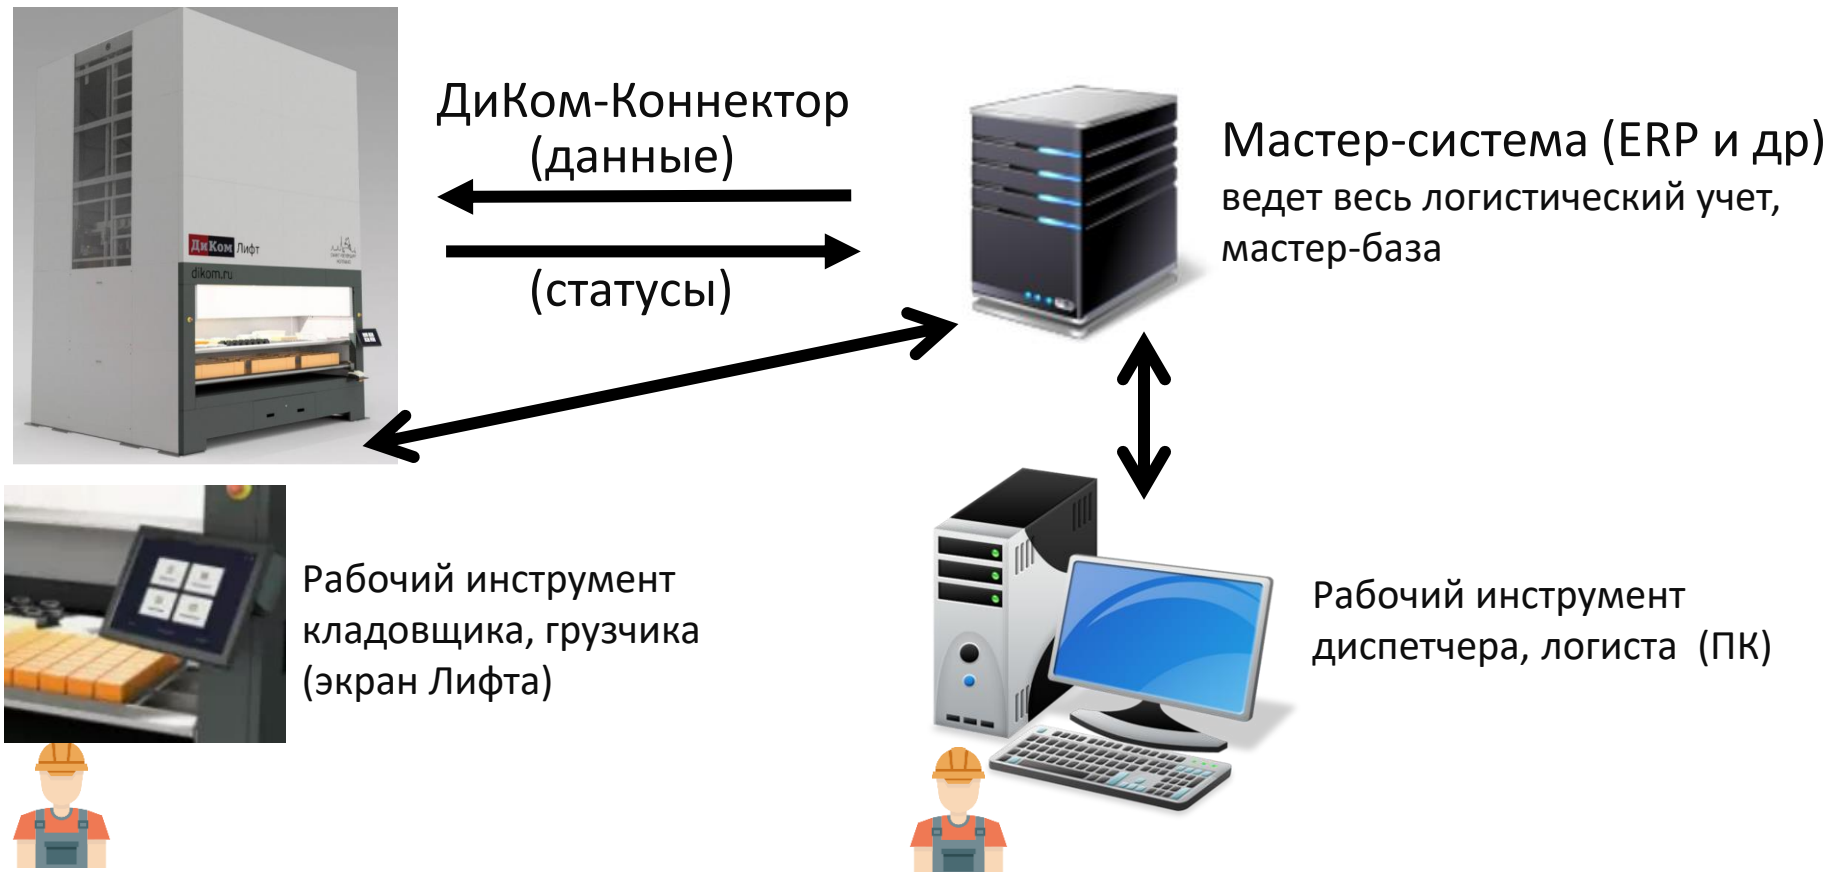 ДиКом-Коннектор
(данные)
(статусы)
Мастер-система (ERP и др)
ведет весь логистический учет,
мастер-база
ДиКом Лифт
dikom.ru
Рабочий инструмент
кладовщика, грузчика
(экран Лифта)
Рабочий инструмент
диспетчера, логиста (ПК)